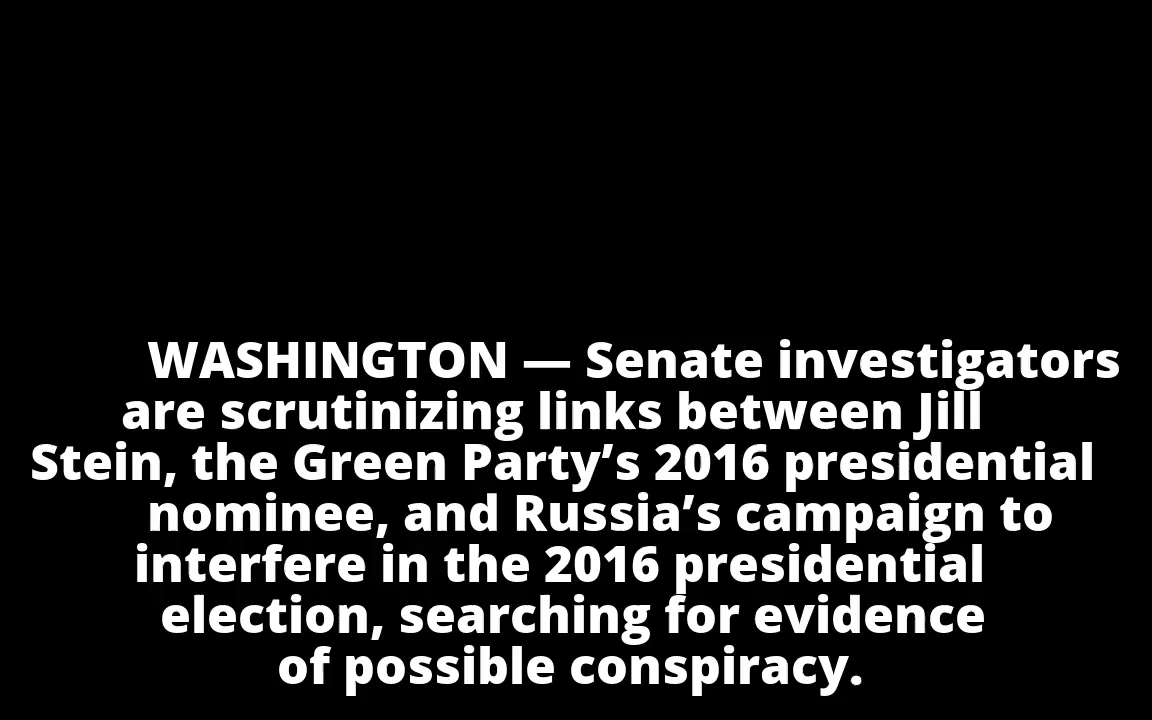 WASHINGTON — Senate investigators
are scrutinizing links between Jill
Stein, the Green Party’s 2016 presidential
nominee, and Russia’s campaign to
interfere in the 2016 presidential
election, searching for evidence
of possible conspiracy.